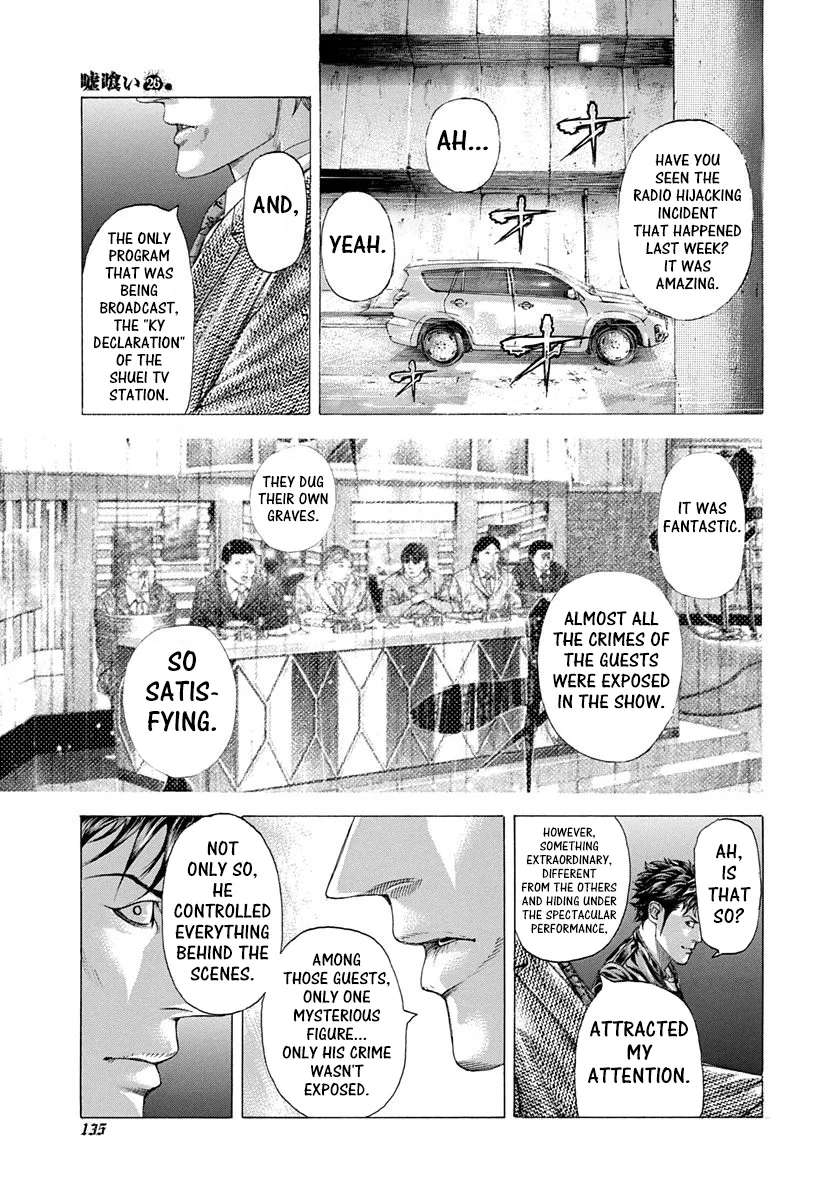 HAVE YOU
SEEN THE
RADIO HIJACKING
INCIDENT
THAT HAPPENED
LAST WEEK?
IT WAS
AMAZING.
AH...
YEAH.
オ
オ
オ
オ
嘘喰い 26
AND,
THE ONLY
PROGRAM
THAT WAS
BEING
BROADCAST,
THE "KY
DECLARATION"
OF THE
SHUEI TV
STATION.
IT WAS
FANTASTIC.
ALMOST ALL
THE CRIMES OF
THE GUESTS
WERE EXPOSED
IN THE SHOW.
THEY DUG
THEIR OWN
GRAVES.
SO
SATIS-
FYING.
AH,
IS
THAT
SO?
HOWEVER,
SOMETHING
EXTRAORDINARY,
DIFFERENT
FROM THE OTHERS
AND HIDING UNDER
THE SPECTACULAR
PERFORMANCE,
ATTRACTED
MY
ATTENTION.
AMONG
THOSE GUESTS,
ONLY ONE
MYSTERIOUS
FIGURE...
ONLY HIS CRIME
WASN'T
EXPOSED.
NOT
ONLY SO,
HE
CONTROLLED
EVERYTHING
BEHIND THE
SCENES.
135